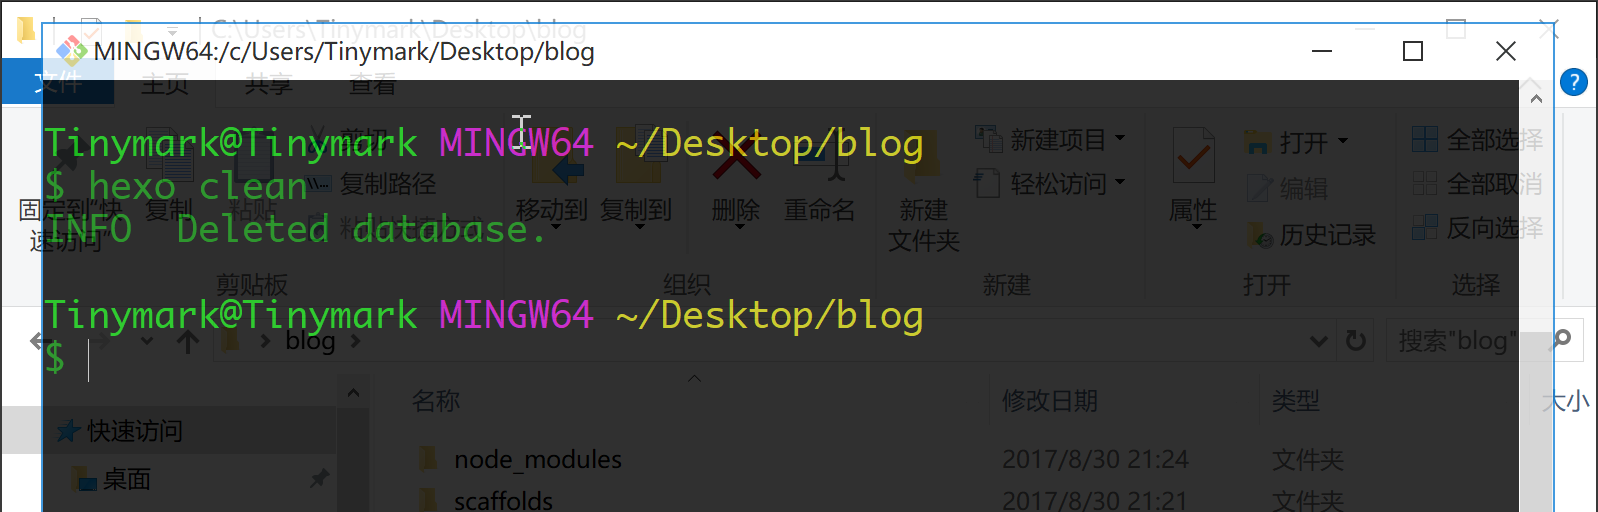 C:\Users\Tinymark\Desktop\blog
MINGW64:/c/Users/Tinymark/Desktop/blog
文件 主页 共享 查看
?
Tinymark@Tinymark MINGW64 ~/Desktop/blog
$ hexo clean
INFO  Deleted database.
Tinymark@Tinymark MINGW64 ~/Desktop/blog
$
固定到"快
速访问"
复制
粘贴
剪切
复制路径
粘贴快捷方式
剪贴板
移动到
复制到
删除
重命名
组织
新建
文件夹
新建项目
轻松访问
新建
属性
打开
编辑
历史记录
打开
全部选择
全部取消
反向选择
选择
blog
搜索"blog"
名称 修改日期 类型 大小
快速访问
桌面
node_modules 2017/8/30 21:24 文件夹
scaffolds 2017/8/30 21:21 文件夹